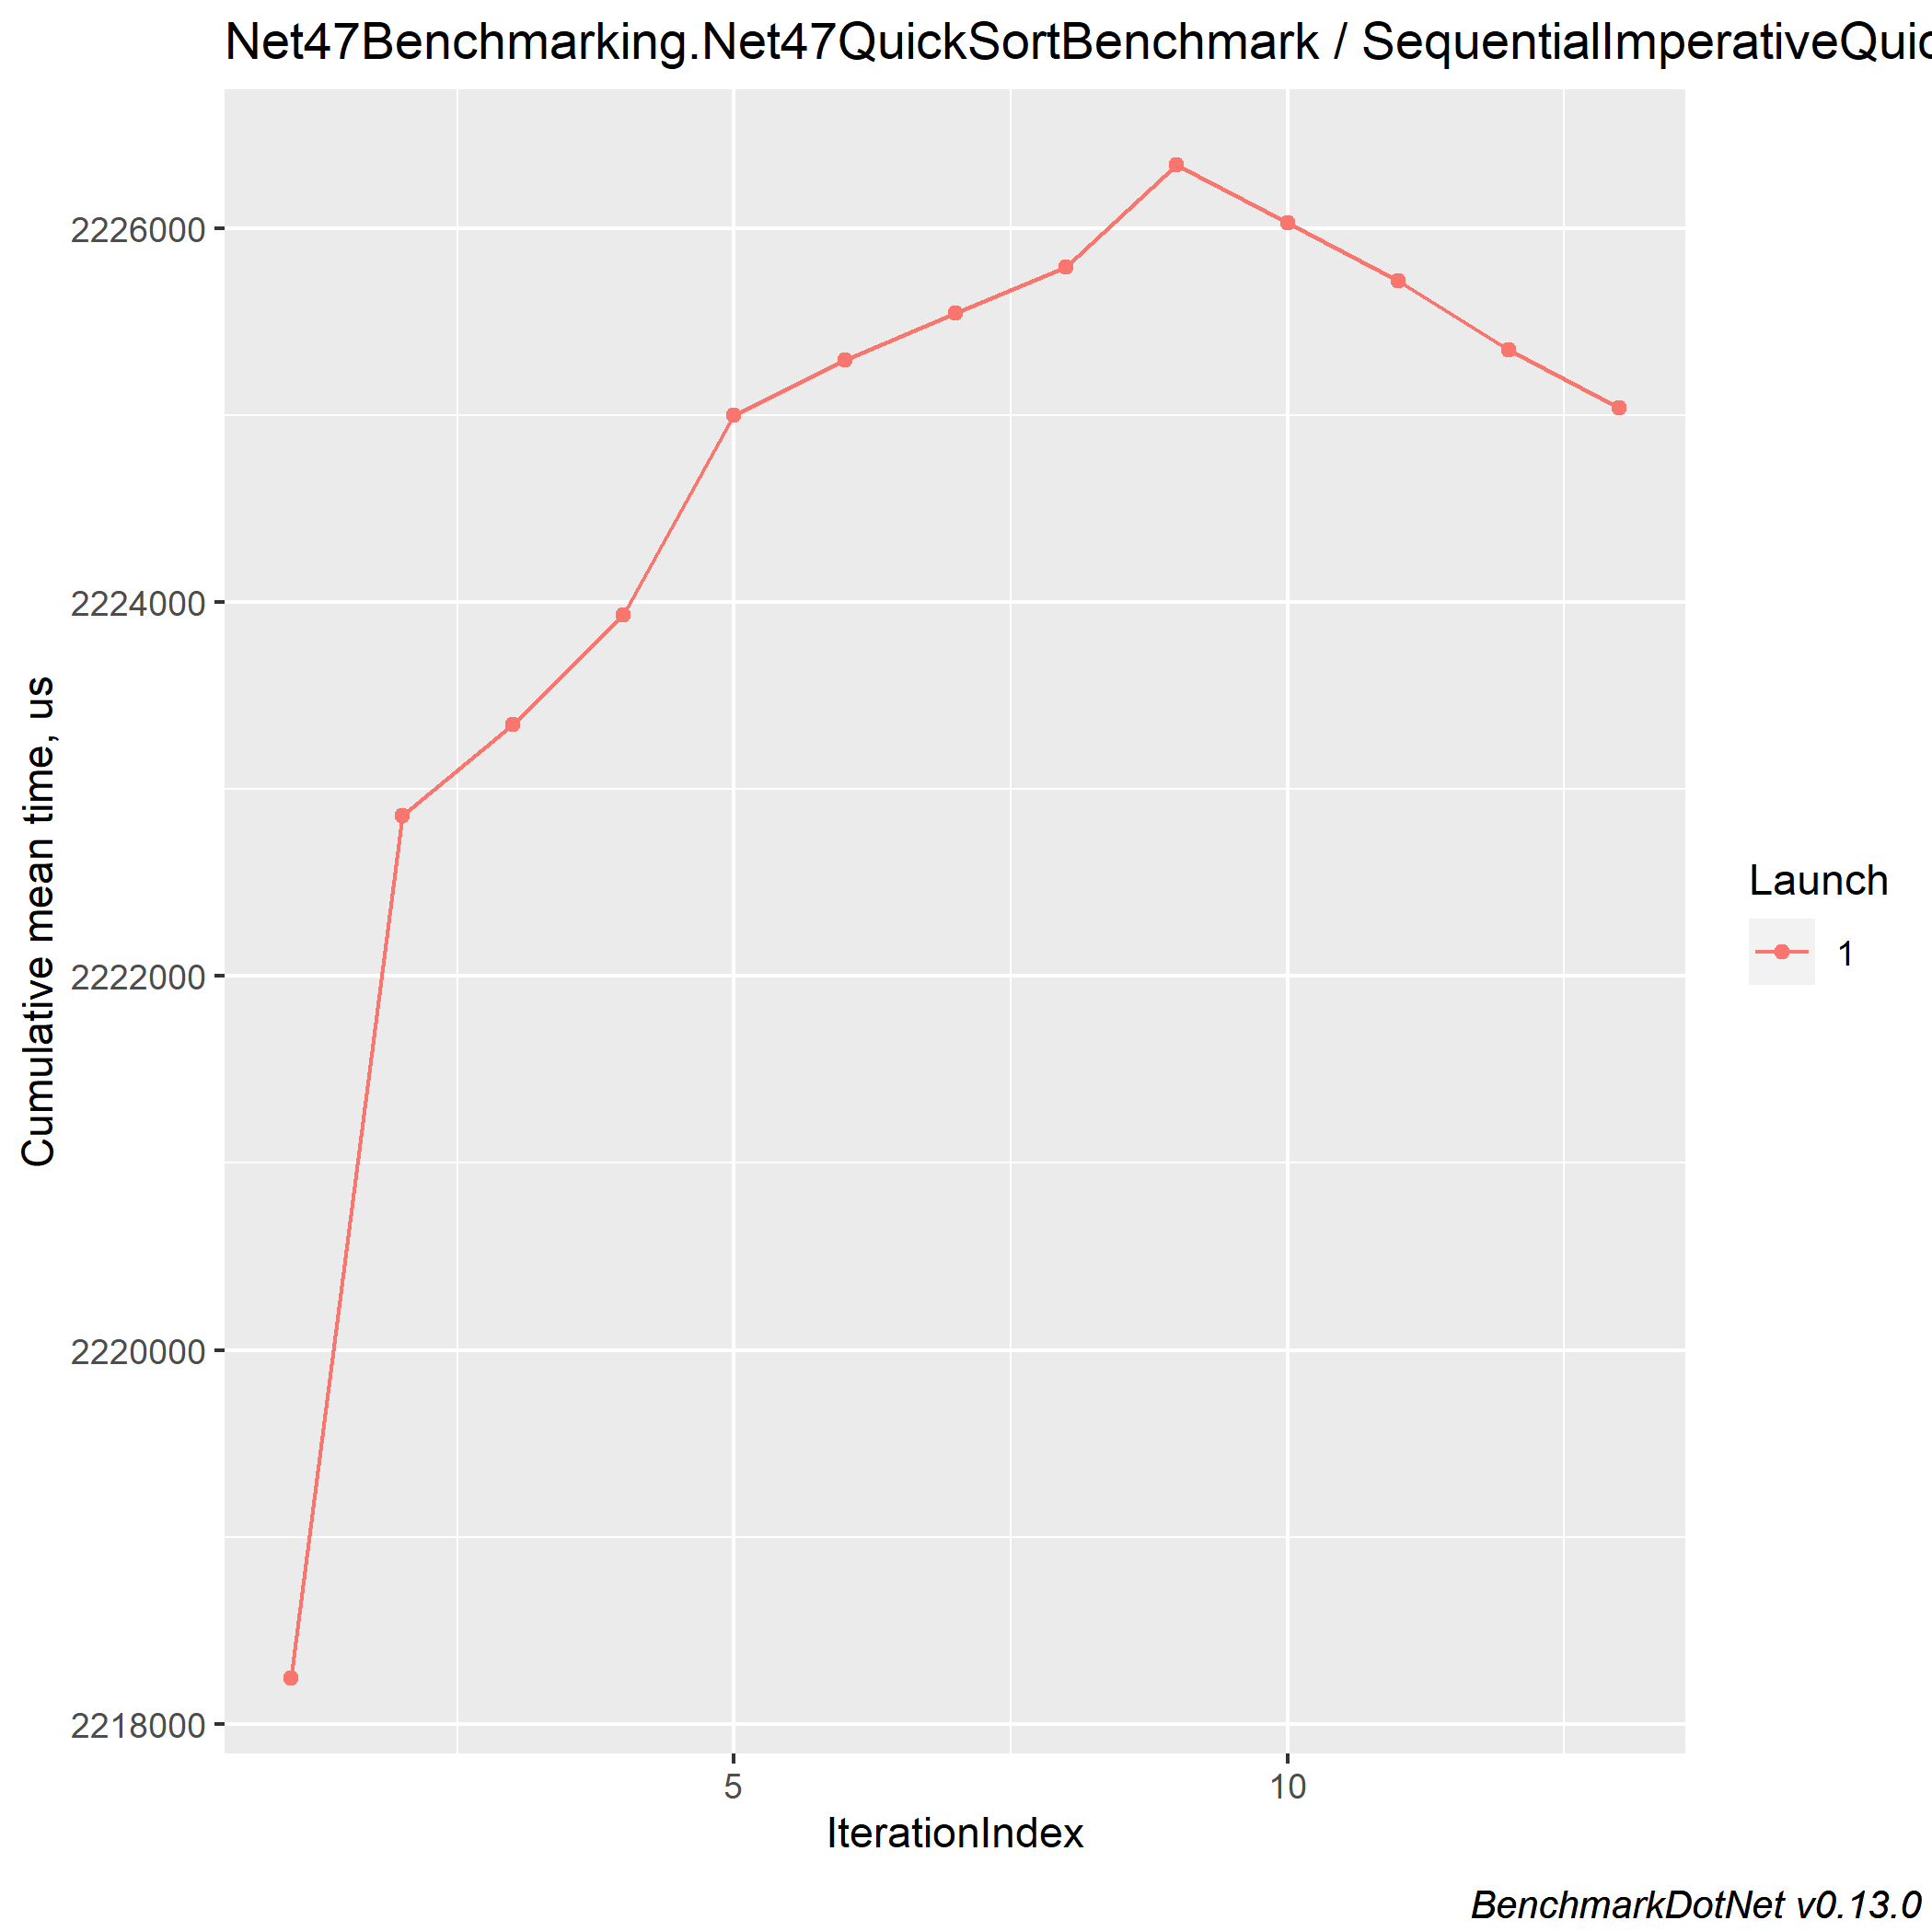 Net47Benchmarking.Net47QuickSortBenchmark / SequentialImperativeQuic
2226000
2224000
2222000
2220000
2218000
Cumulative mean time, us
5
10
IterationIndex
Launch
1
BenchmarkDotNet v0.13.0